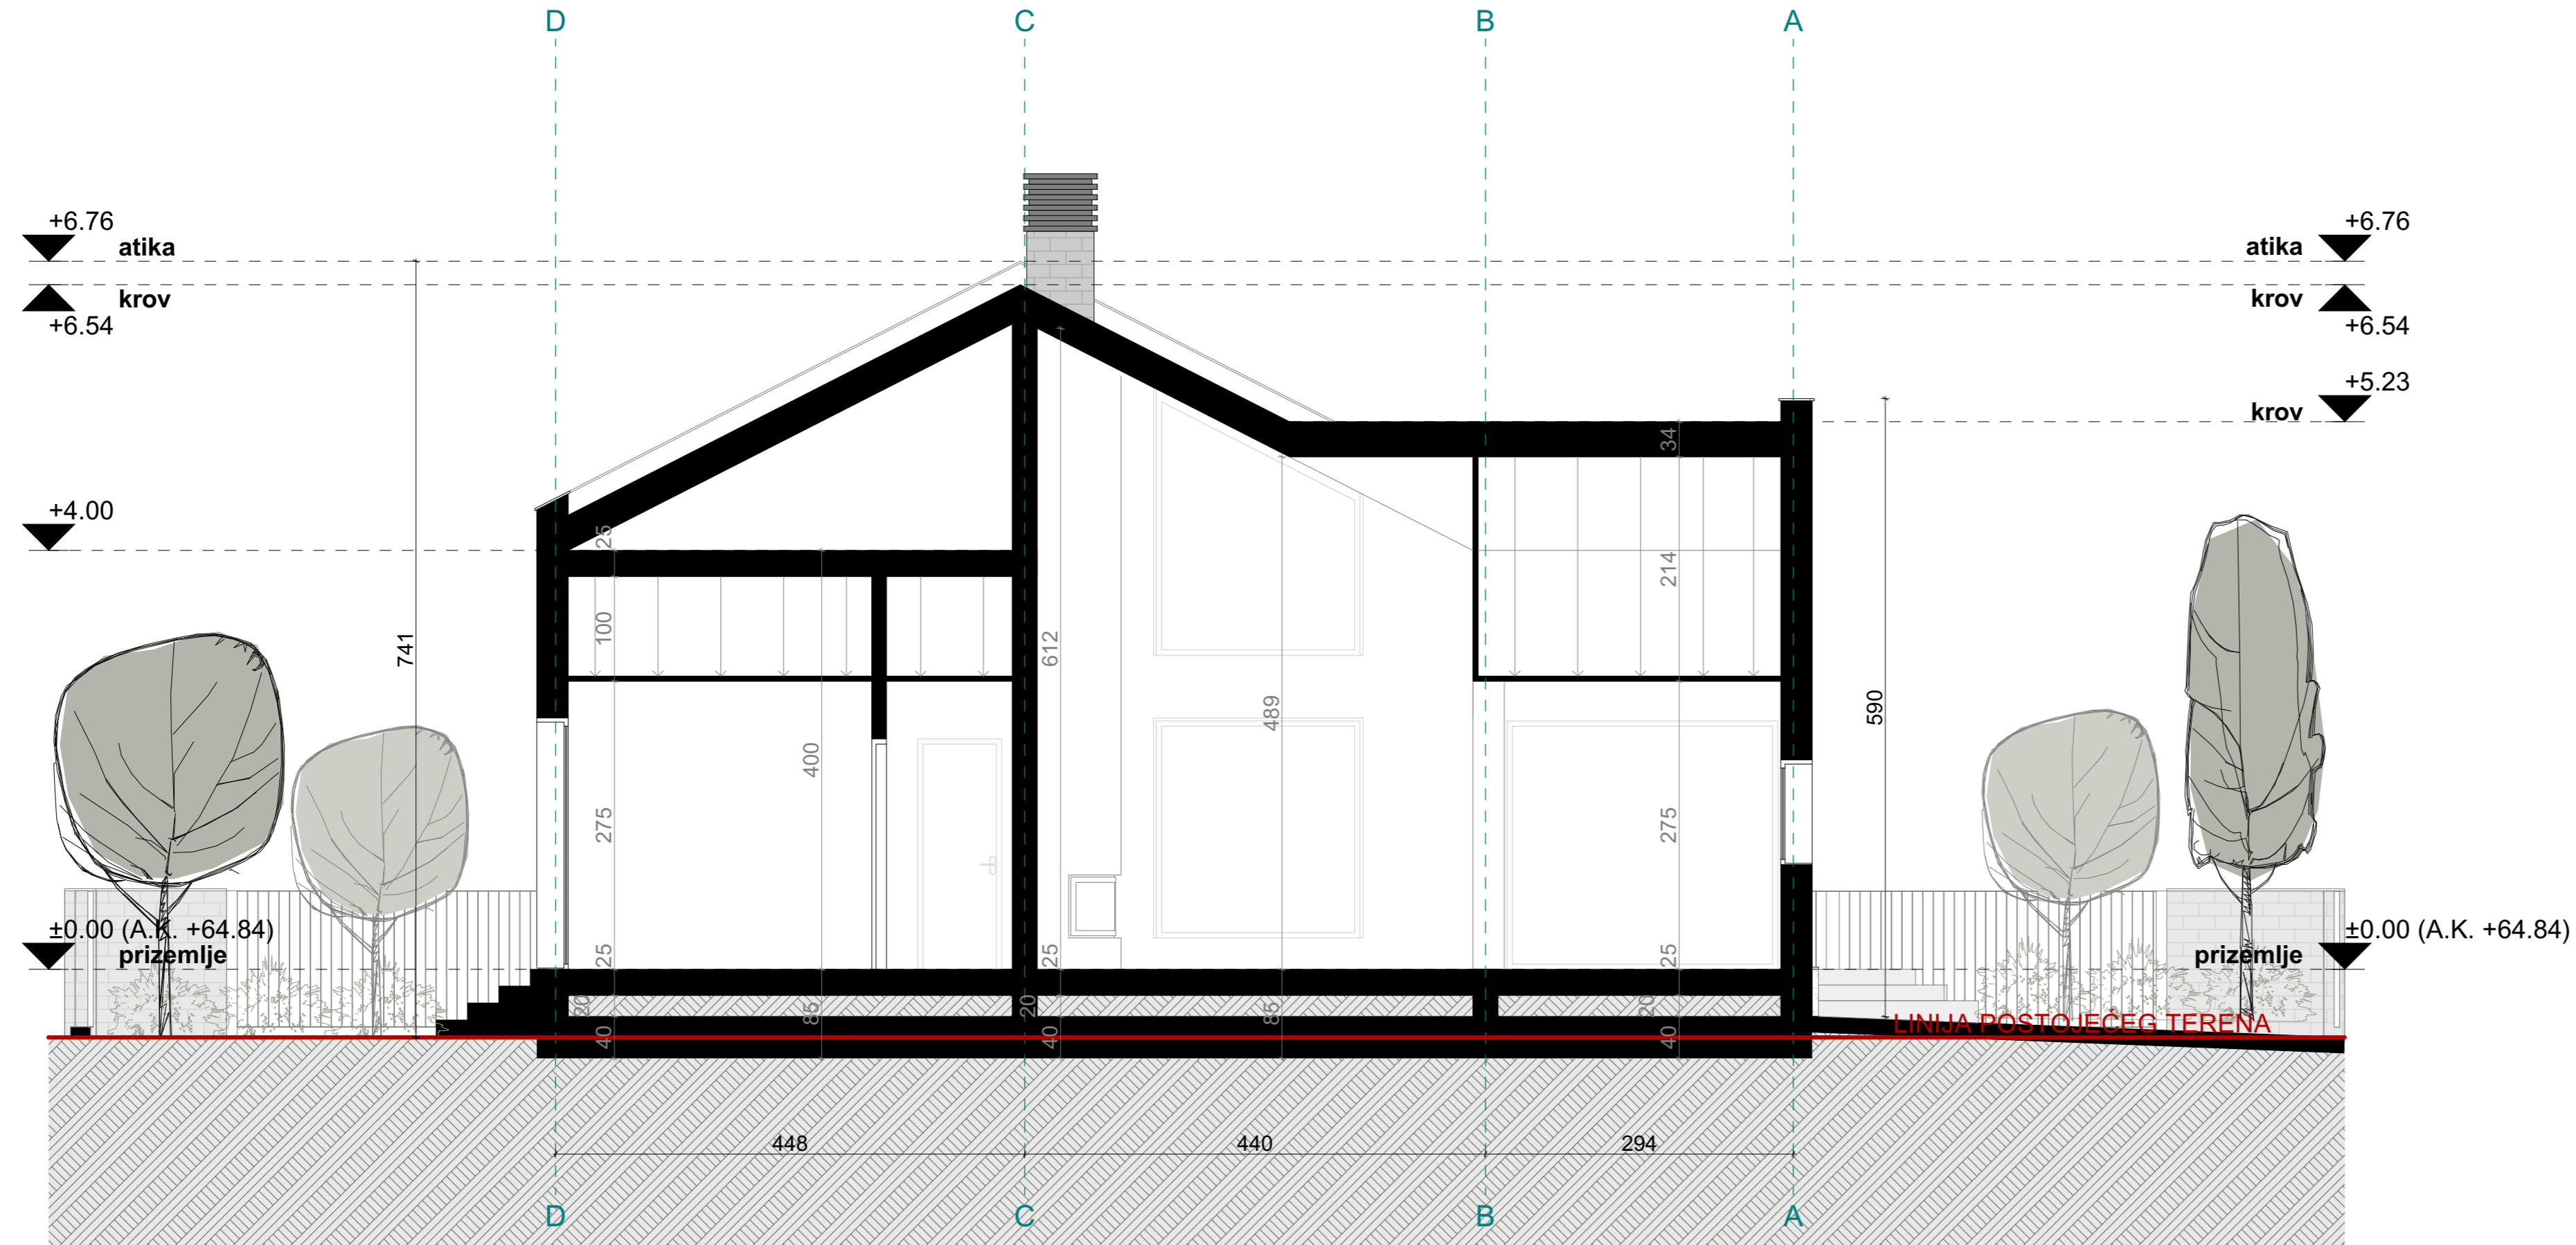 D
C
B
A
+6.76
atika
krov
+6.54
+6.76
atika
krov
+6.54
+5.23
krov
+4.00
25
34
100
214
741
612
489
590
400
275
275
±0.00 (A.K. +64.84)
prizemlje
25
25
25
±0.00 (A.K. +64.84)
prizemlje
20
85
20
85
20
40
40
40
LINIJA POSTOJEĆEG TERENA
448
440
294
D
C
B
A